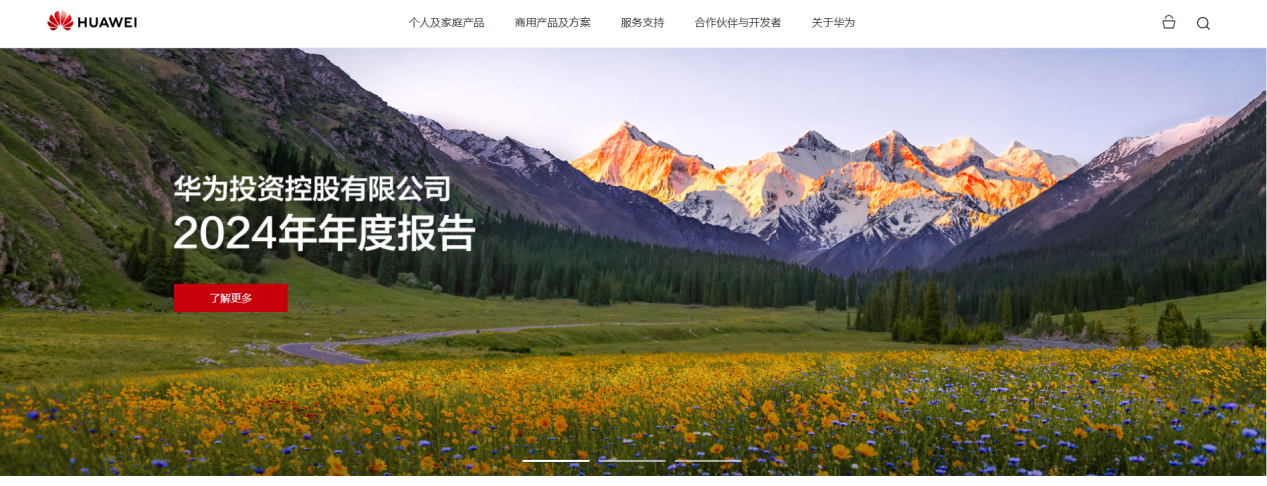 HUAWEI
个人及家庭产品
商用产品及方案
服务支持
合作伙伴与开发者
关于华为
华为投资控股有限公司
2024年年度报告
了解更多